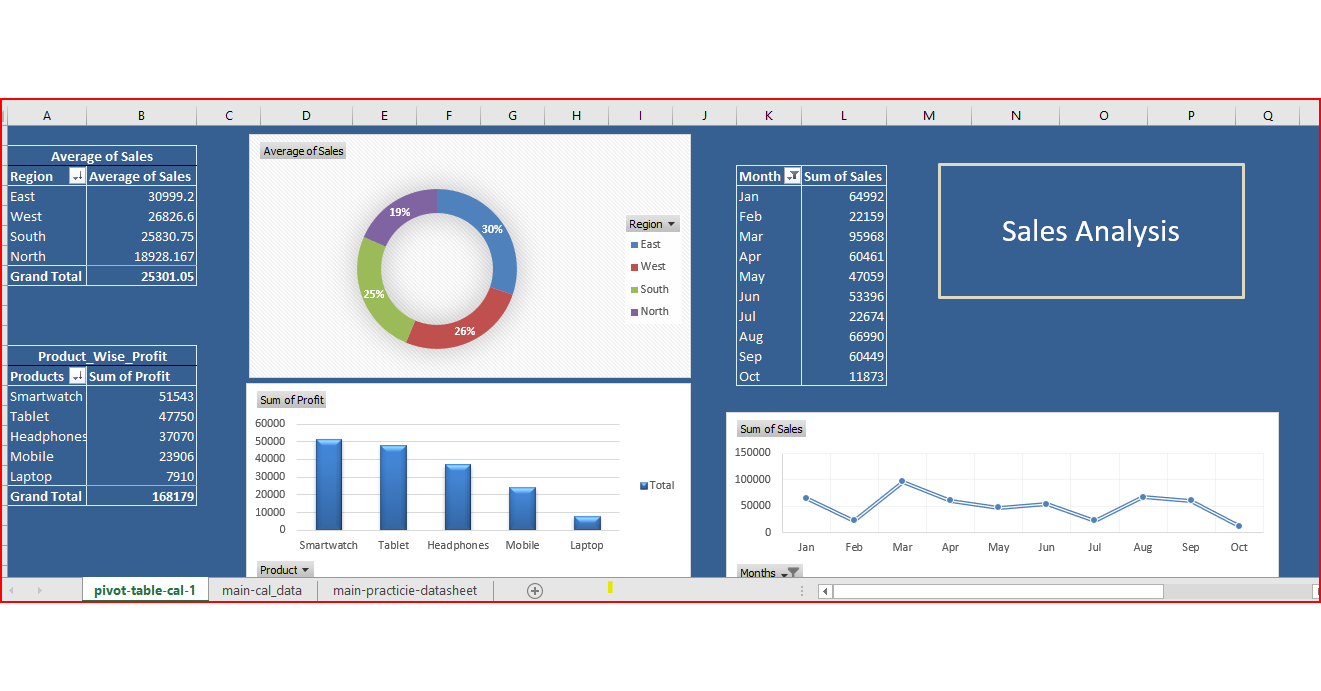 A B C D E F G H I J K L M N O P Q
Average of Sales
Region Average of Sales
East 30999.2
West 26826.6
South 25830.75
North 18928.167
Grand Total 25301.05
Product_Wise_Profit
Products Sum of Profit
Smartwatch 51543
Tablet 47750
Headphones 37070
Mobile 23906
Laptop 7910
Grand Total 168179
Average of Sales
19%
30%
25%
26%
Region
East
West
South
North
Sum of Profit
60000
50000
40000
30000
20000
10000
0
Smartwatch Tablet Headphones Mobile Laptop
Total
Product
Month Sum of Sales
Jan 64992
Feb 22159
Mar 95968
Apr 60461
May 47059
Jun 53396
Jul 22674
Aug 66990
Sep 60449
Oct 11873
Sales Analysis
Sum of Sales
150000
100000
50000
0
Jan Feb Mar Apr May Jun Jul Aug Sep Oct
Months
pivot-table-cal-1 main-cal_data main-practicie-datasheet